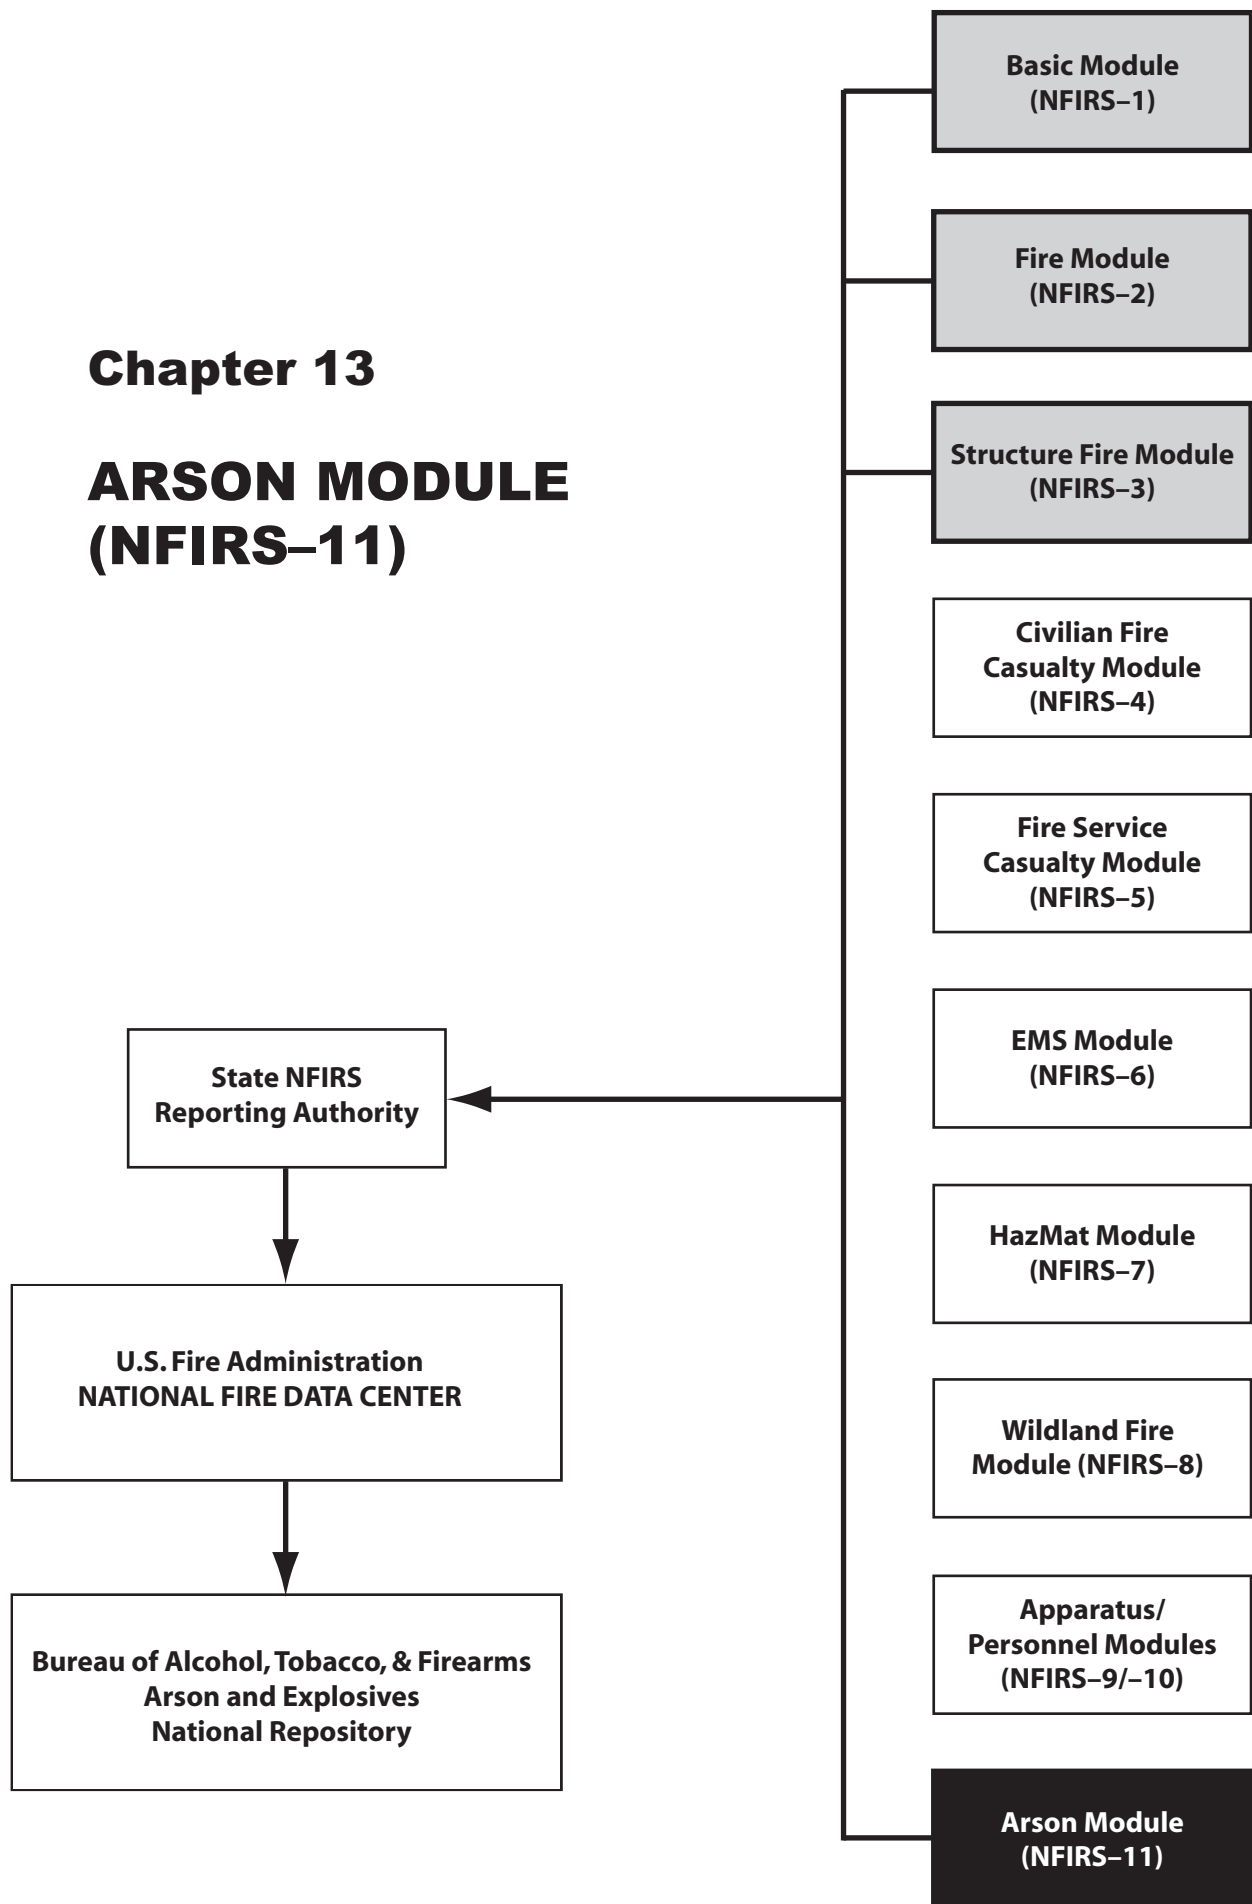 Chapter 13
ARSON MODULE
(NFIRS–11)
Basic Module
(NFIRS–1)
Fire Module
(NFIRS–2)
Structure Fire Module
(NFIRS–3)
Civilian Fire
Casualty Module
(NFIRS–4)
Fire Service
Casualty Module
(NFIRS–5)
EMS Module
(NFIRS–6)
HazMat Module
(NFIRS–7)
Wildland Fire
Module (NFIRS–8)
Apparatus/
Personnel Modules
(NFIRS–9/–10)
Arson Module
(NFIRS–11)
State NFIRS
Reporting Authority
U.S. Fire Administration
NATIONAL FIRE DATA CENTER
Bureau of Alcohol, Tobacco, & Firearms
Arson and Explosives
National Repository